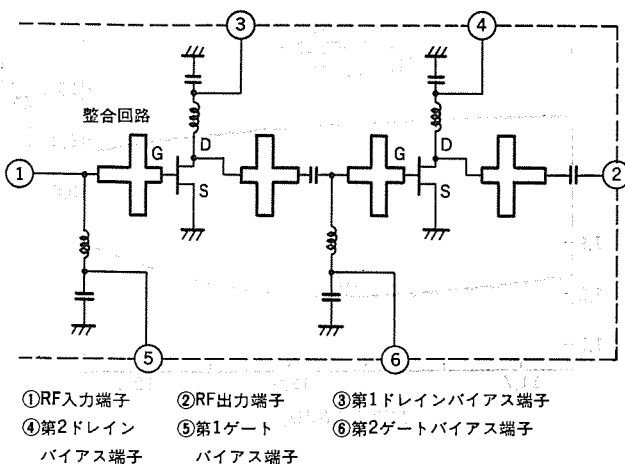 ③
④
整合回路
G
D
S
G
D
S
①
②
⑤
⑥
①RF入力端子 ②RF出力端子 ③第1ドレインバイアス端子
④第2ドレイン ⑤第1ゲート ⑥第2ゲートバイアス端子
バイアス端子 バイアス端子